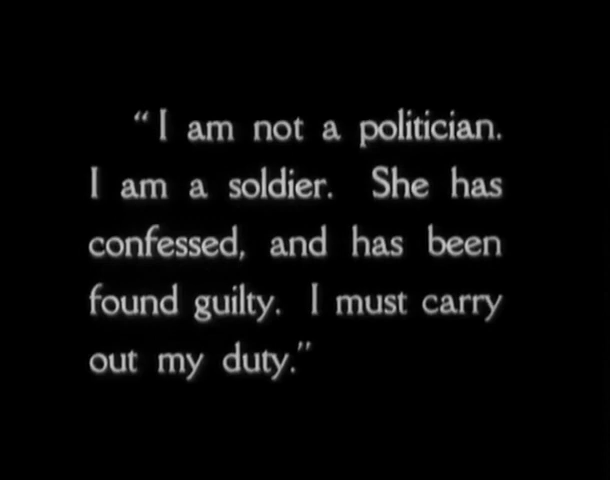 “I am not a politician.
I am a soldier. She has
confessed, and has been
found guilty. I must carry
out my duty.”